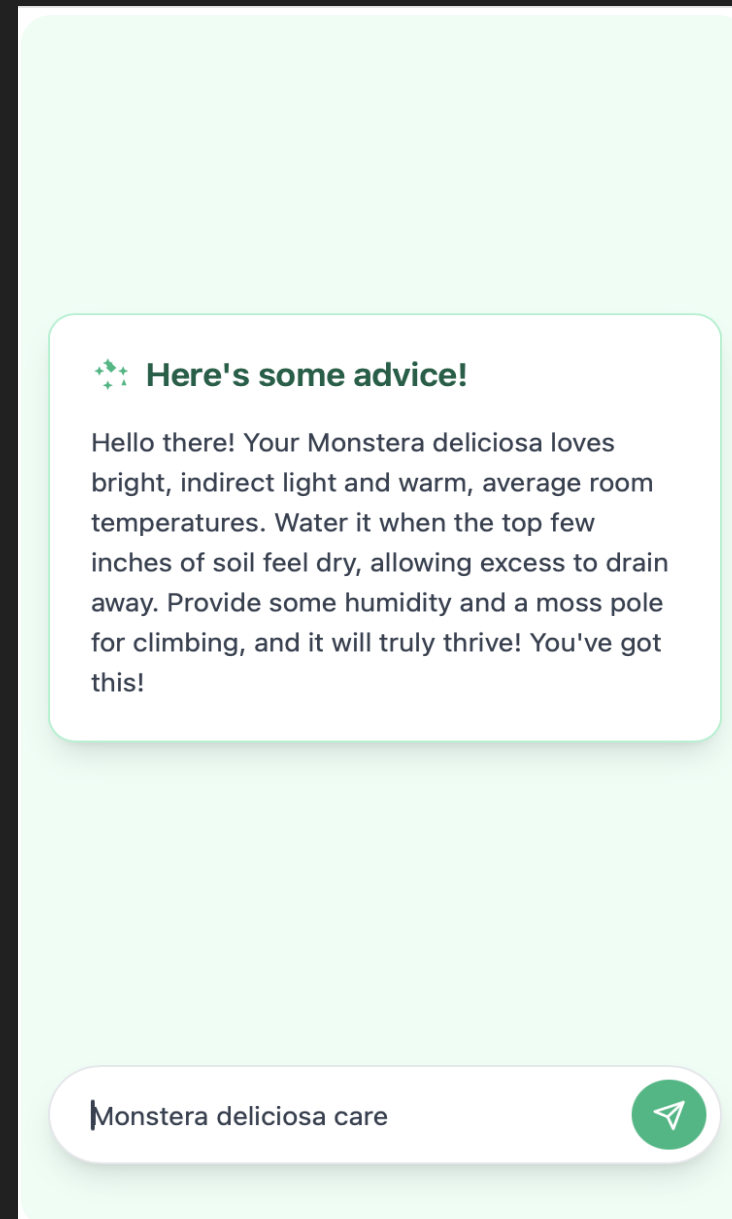 Here's some advice!
Hello there! Your Monstera deliciosa loves
bright, indirect light and warm, average room
temperatures. Water it when the top few
inches of soil feel dry, allowing excess to drain
away. Provide some humidity and a moss pole
for climbing, and it will truly thrive! You've got
this!
Monstera deliciosa care